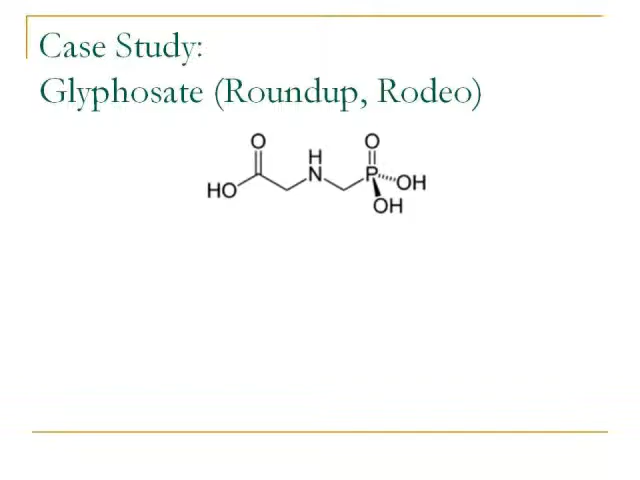 Case Study:
Glyphosate (Roundup, Rodeo)
O
O
H
HO
N
P
OH
OH